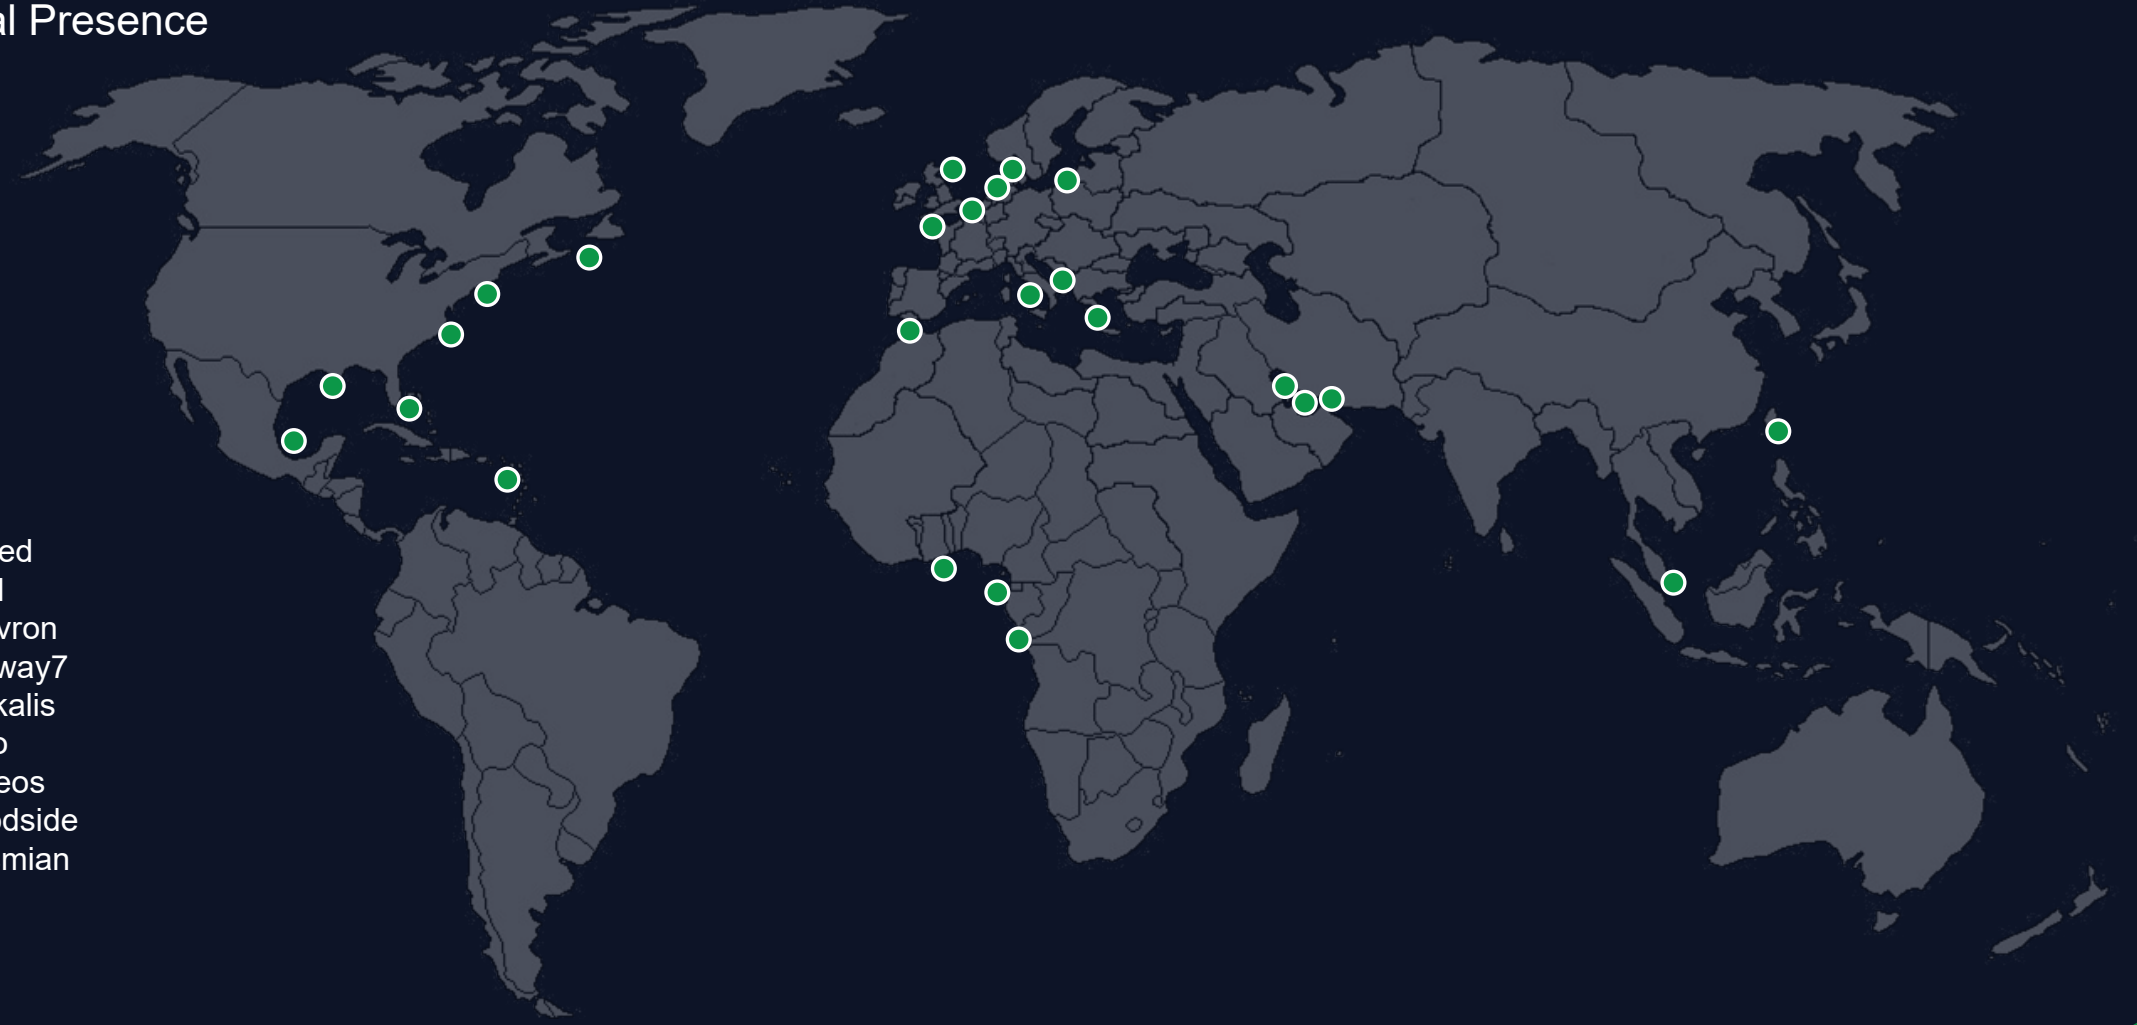 al Presence
ed
l
vron
way7
kalis
o
eos
odside
mian